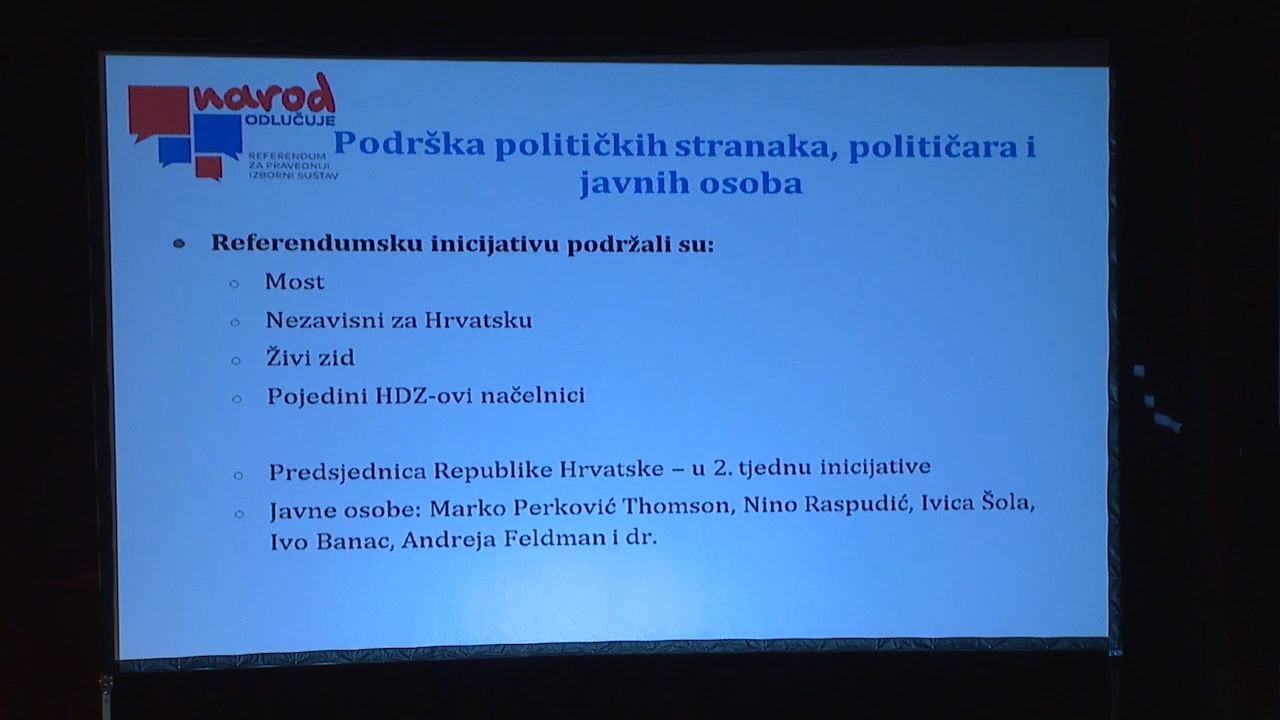 narod
ODLUČUJE
REFERENDUM
ZA PRAVEDNIJI
IZBORNI SUSTAV
Podrška političkih stranaka, političara i
javnih osoba
Referendumsku inicijativu podržali su:
Most
Nezavisni za Hrvatsku
Živi zid
Pojedini HDZ-ovi načelnici
Predsjednica Republike Hrvatske – u 2. tjednu inicijative
Javne osobe: Marko Perković Thomson, Nino Raspudić, Ivica Šola,
Ivo Banac, Andreja Feldman i dr.